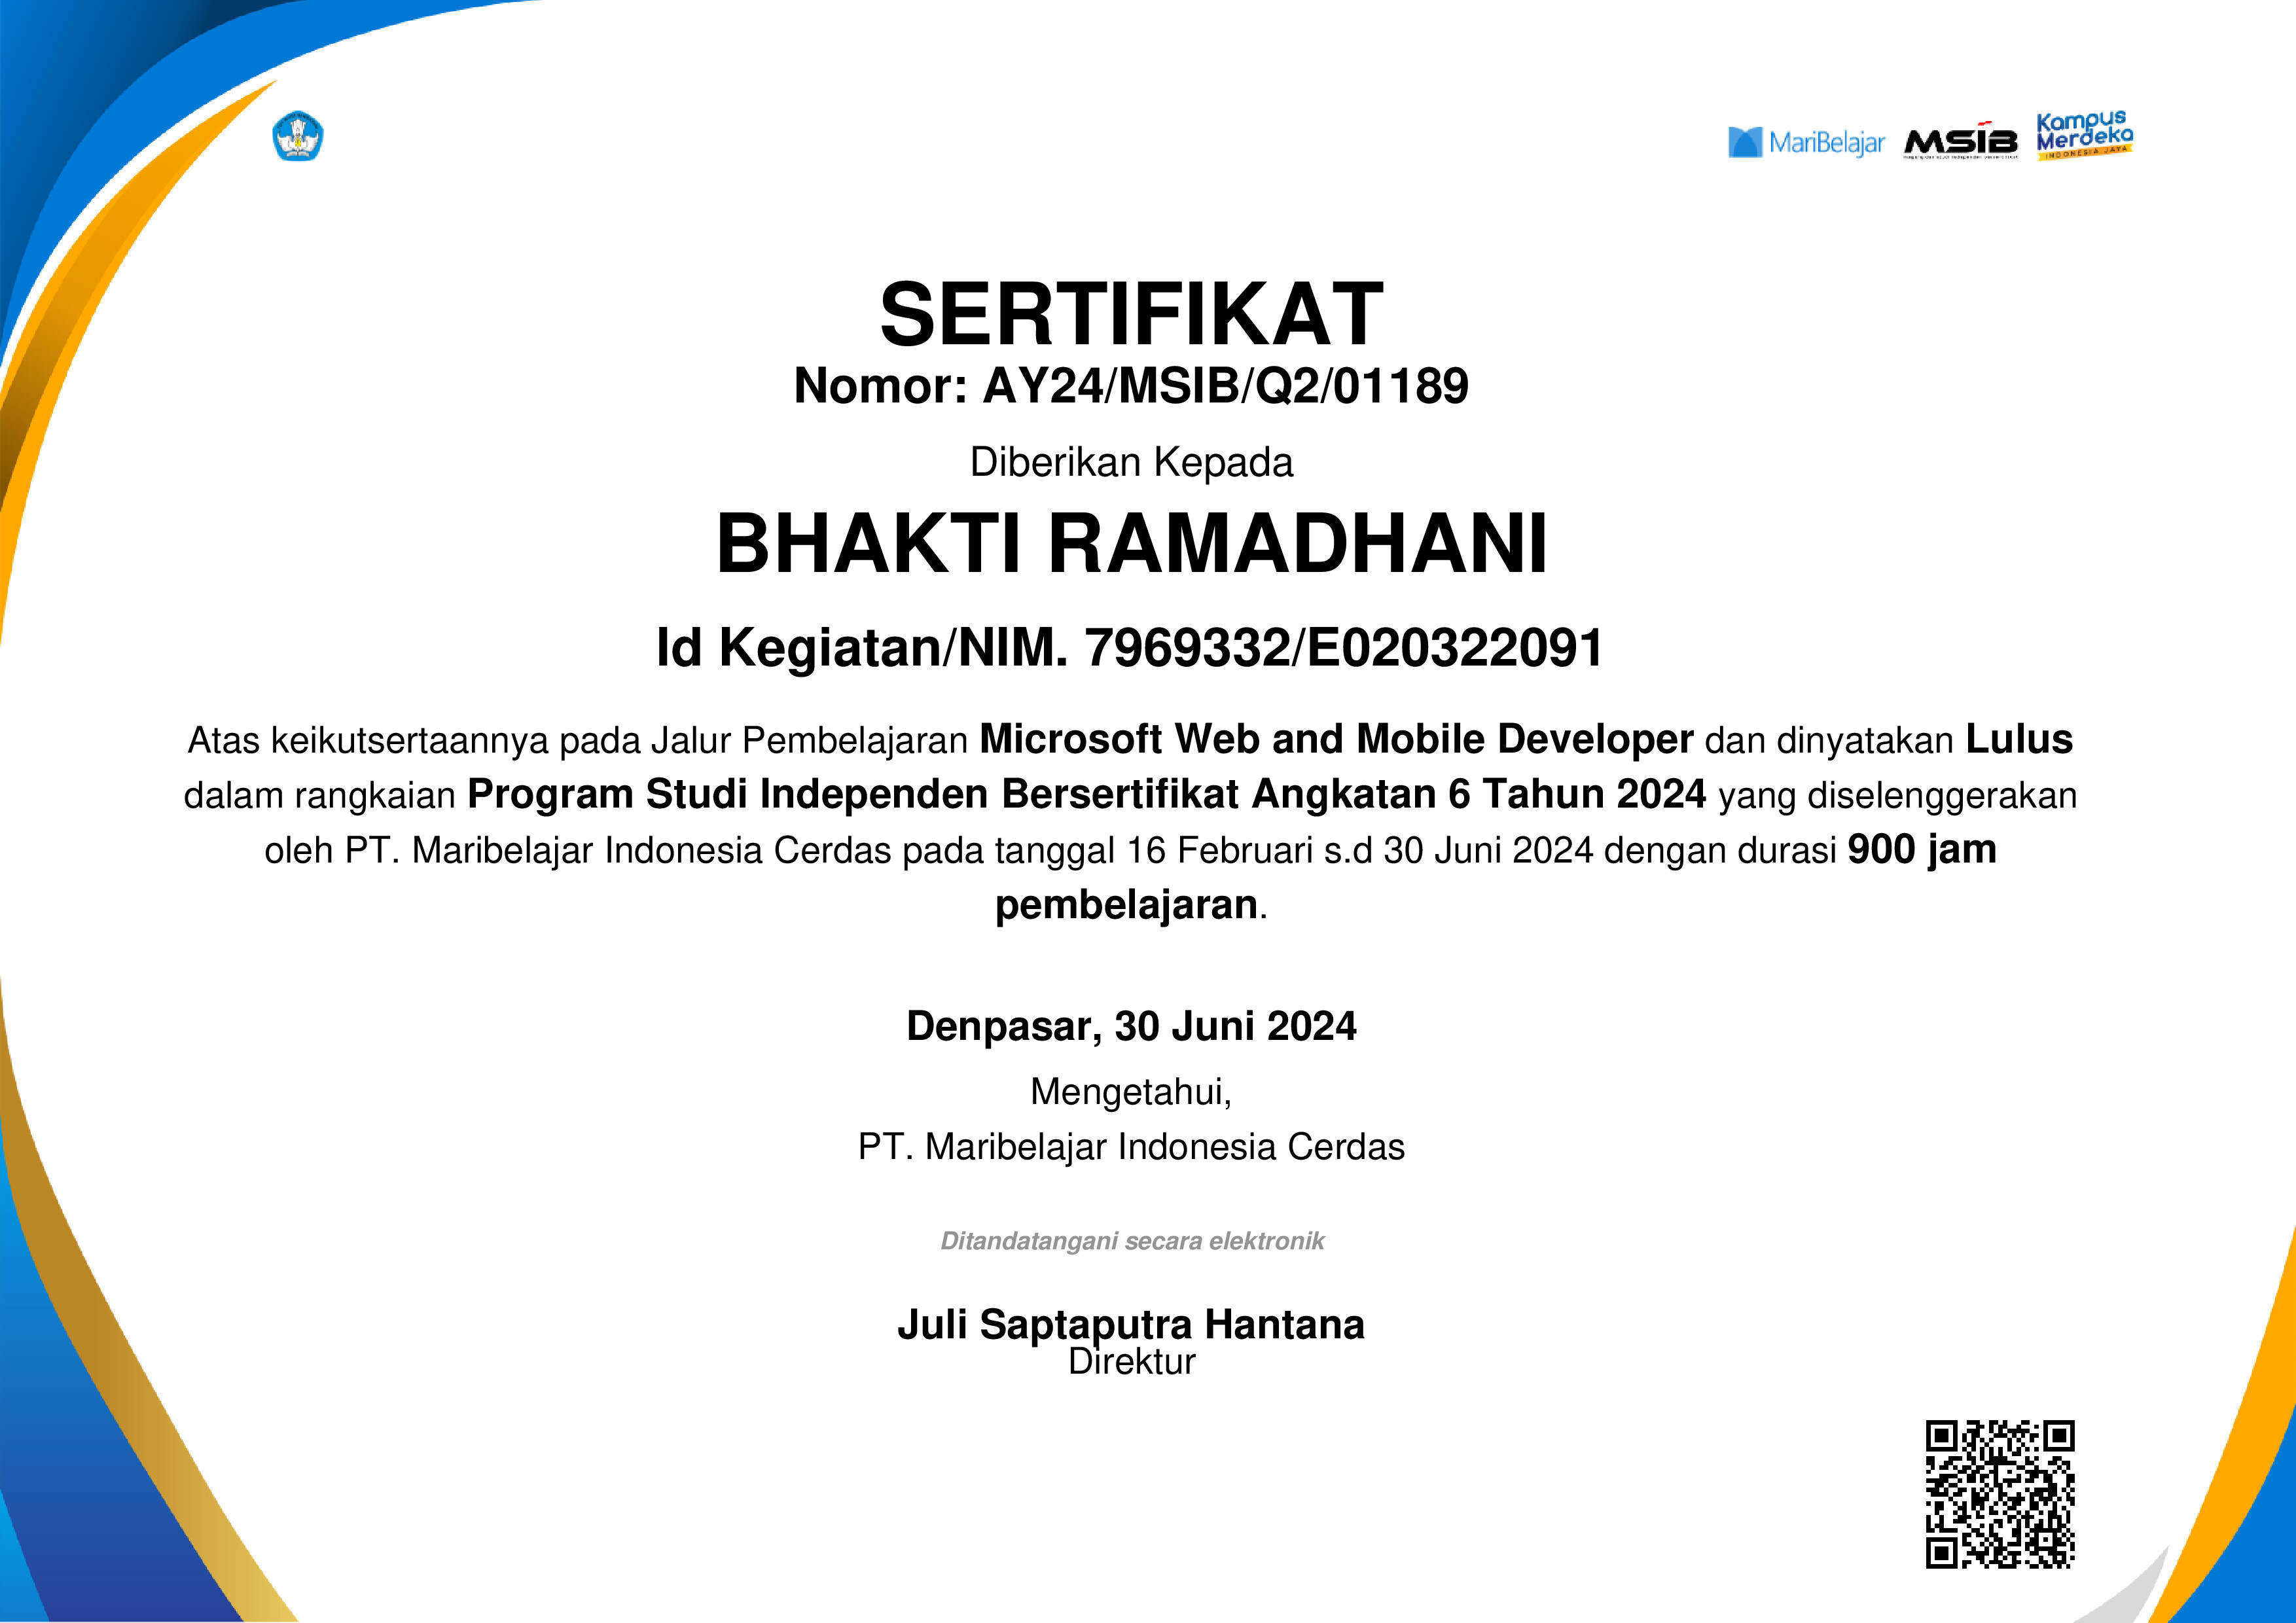 MariBelajar
MSIB
Kampus
Merdeka
INDONESIA JAYA
SERTIFIKAT
Nomor: AY24/MSIB/Q2/01189
Diberikan Kepada
BHAKTI RAMADHANI
Id Kegiatan/NIM. 7969332/E020322091
Atas keikutsertaannya pada Jalur Pembelajaran Microsoft Web and Mobile Developer dan dinyatakan Lulus
dalam rangkaian Program Studi Independen Bersertifikat Angkatan 6 Tahun 2024 yang diselenggerakan
oleh PT. Maribelajar Indonesia Cerdas pada tanggal 16 Februari s.d 30 Juni 2024 dengan durasi 900 jam
pembelajaran.
Denpasar, 30 Juni 2024
Mengetahui,
PT. Maribelajar Indonesia Cerdas
Ditandatangani secara elektronik
Juli Saptaputra Hantana
Direktur